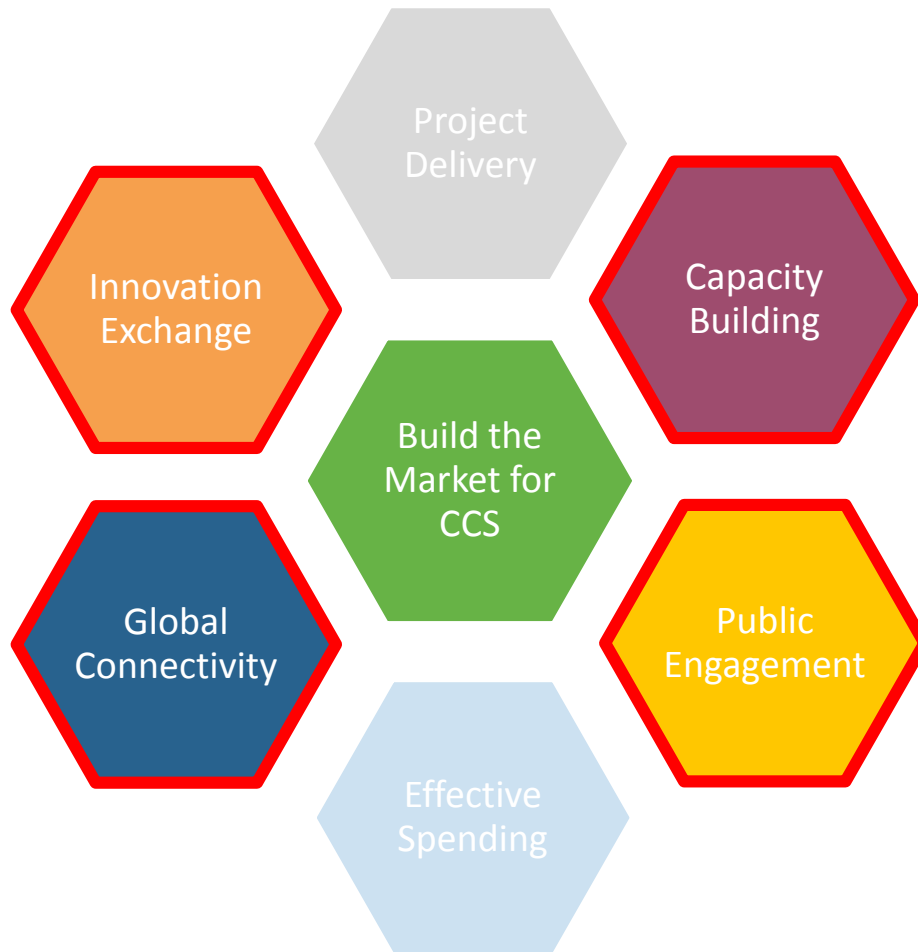 Project
Delivery
Innovation
Exchange
Capacity
Building
Build the
Market for
CCS
Global
Connectivity
Public
Engagement
Effective
Spending